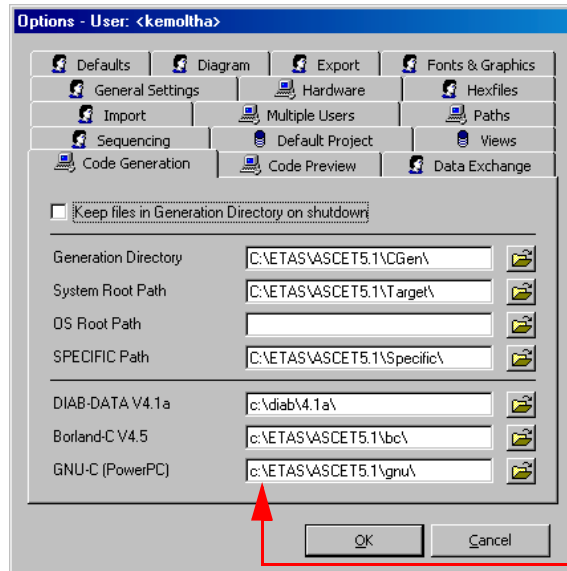 Options - User: <kemoltha>
Defaults Diagram Export Fonts & Graphics
General Settings Hardware Hexfiles
Import Multiple Users Paths
Sequencing Default Project Views
Code Generation Code Preview Data Exchange
Keep files in Generation Directory on shutdown
Generation Directory C:\ETAS\ASCET5.1\CGen\
System Root Path C:\ETAS\ASCET5.1\Target\
OS Root Path
SPECIFIC Path C:\ETAS\ASCET5.1\Specific\
DIAB-DATA V4.1a c:\diab\4.1a\
Borland-C V4.5 c:\ETAS\ASCET5.1\bc\
GNU-C (PowerPC) c:\ETAS\ASCET5.1\gnu\
OK Cancel